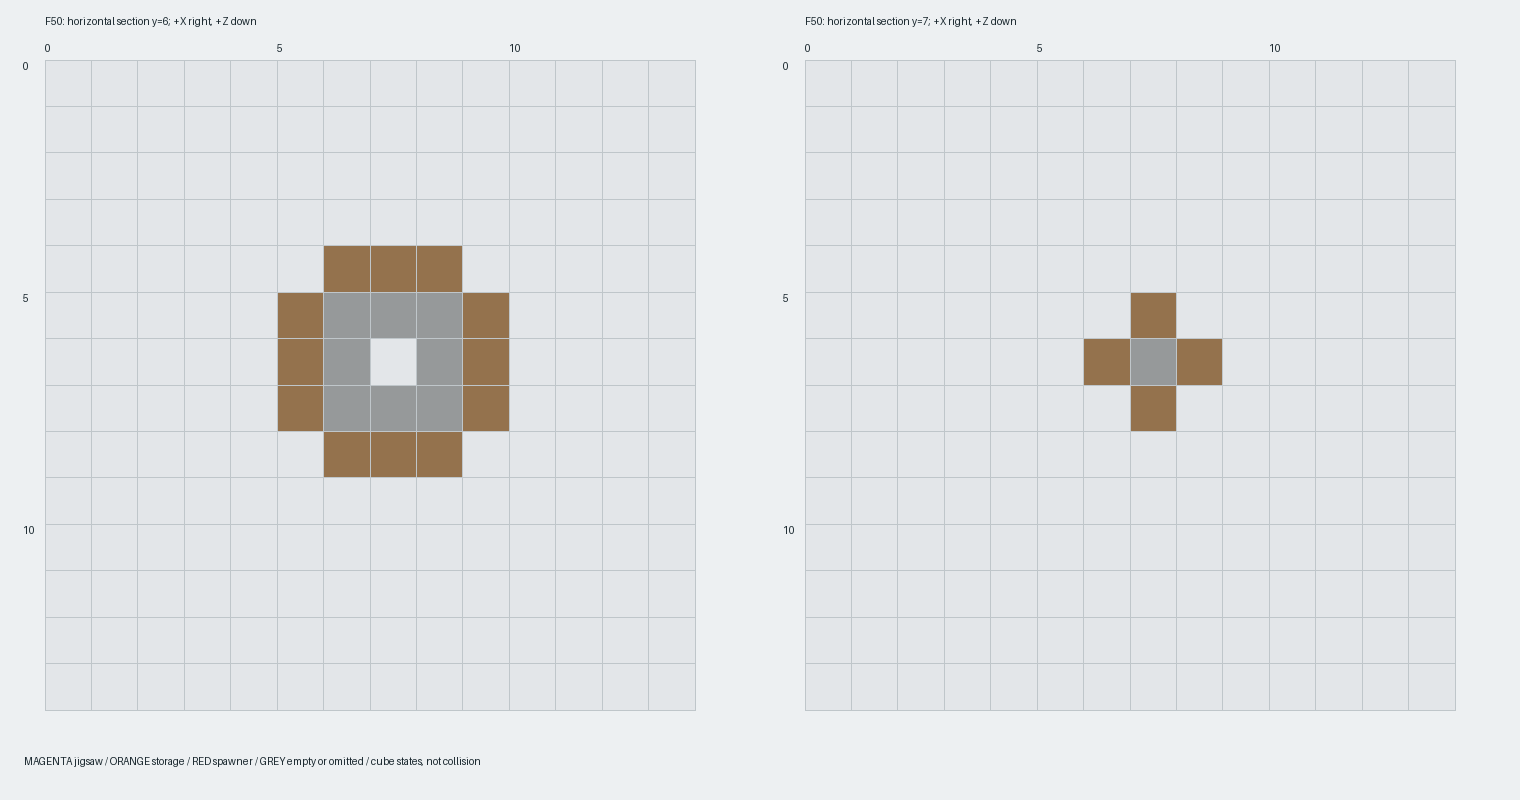 F50: horizontal section y=6; +X right, +Z down
F50: horizontal section y=7; +X right, +Z down
0 5 10
0 5 10
0
0
5
5
10
10
MAGENTA jigsaw / ORANGE storage / RED spawner / GREY empty or omitted / cube states, not collision